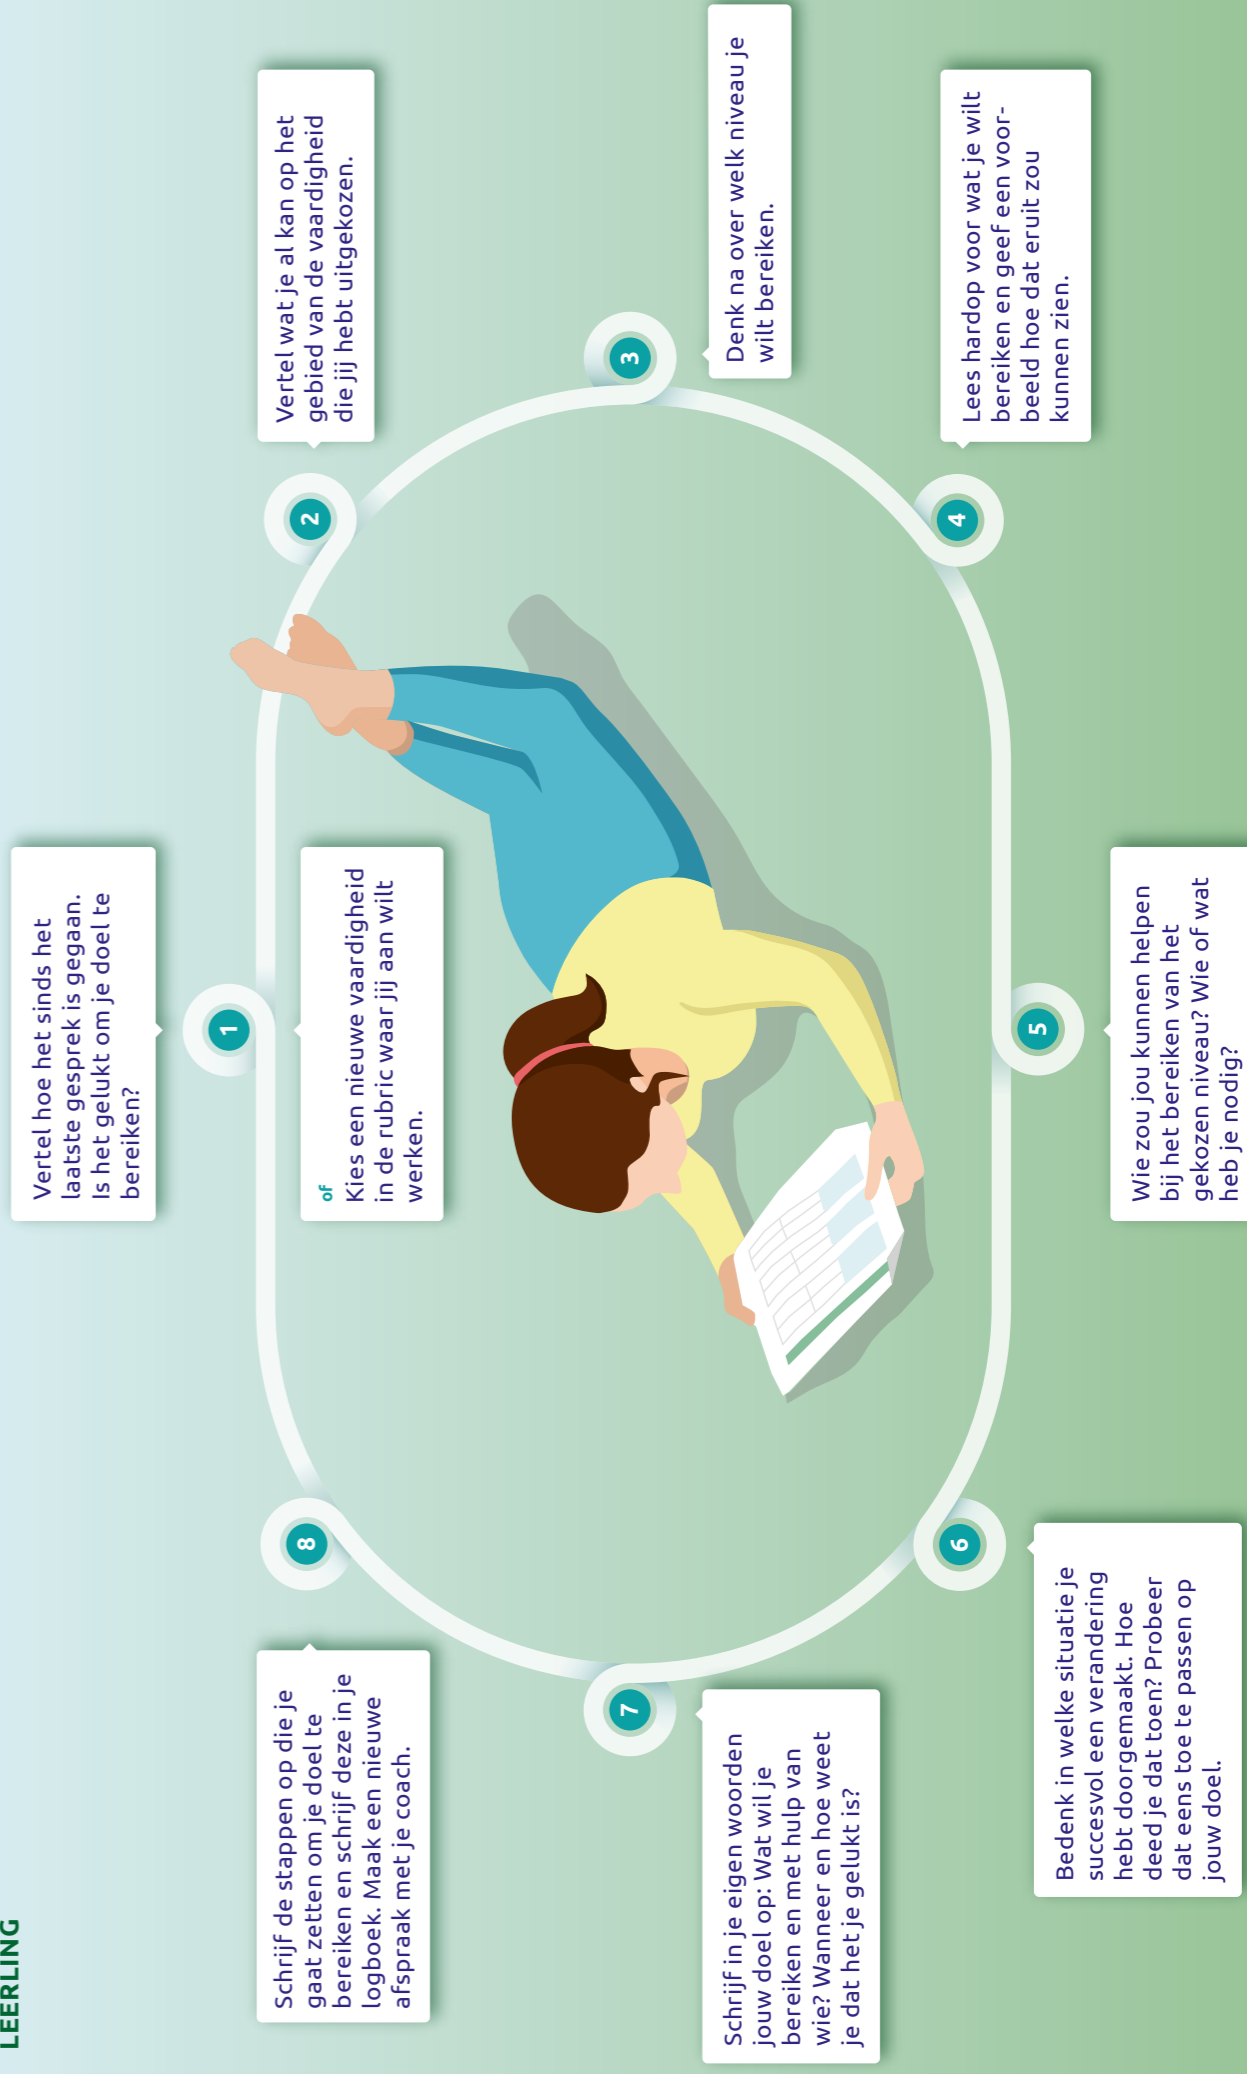 LEERLING
1
Vertel hoe het sinds het
laatste gesprek is gegaan.
Is het gelukt om je doel te
bereiken?
of
Kies een nieuwe vaardigheid
in de rubric waar jij aan wilt
werken.
2
Vertel wat je al kan op het
gebied van de vaardigheid
die jij hebt uitgekozen.
3
Denk na over welk niveau je
wilt bereiken.
4
Lees hardop voor wat je wilt
bereiken en geef een voor-
beeld hoe dat eruit zou
kunnen zien.
5
Wie zou jou kunnen helpen
bij het bereiken van het
gekozen niveau? Wie of wat
heb je nodig?
6
Bedenk in welke situatie je
succesvol een verandering
hebt doorgemaakt. Hoe
deed je dat toen? Probeer
dat eens toe te passen op
jouw doel.
7
Schrijf in je eigen woorden
jouw doel op: Wat wil je
bereiken en met hulp van
wie? Wanneer en hoe weet
je dat het je gelukt is?
8
Schrijf de stappen op die je
gaat zetten om je doel te
bereiken en schrijf deze in je
logboek. Maak een nieuwe
afspraak met je coach.